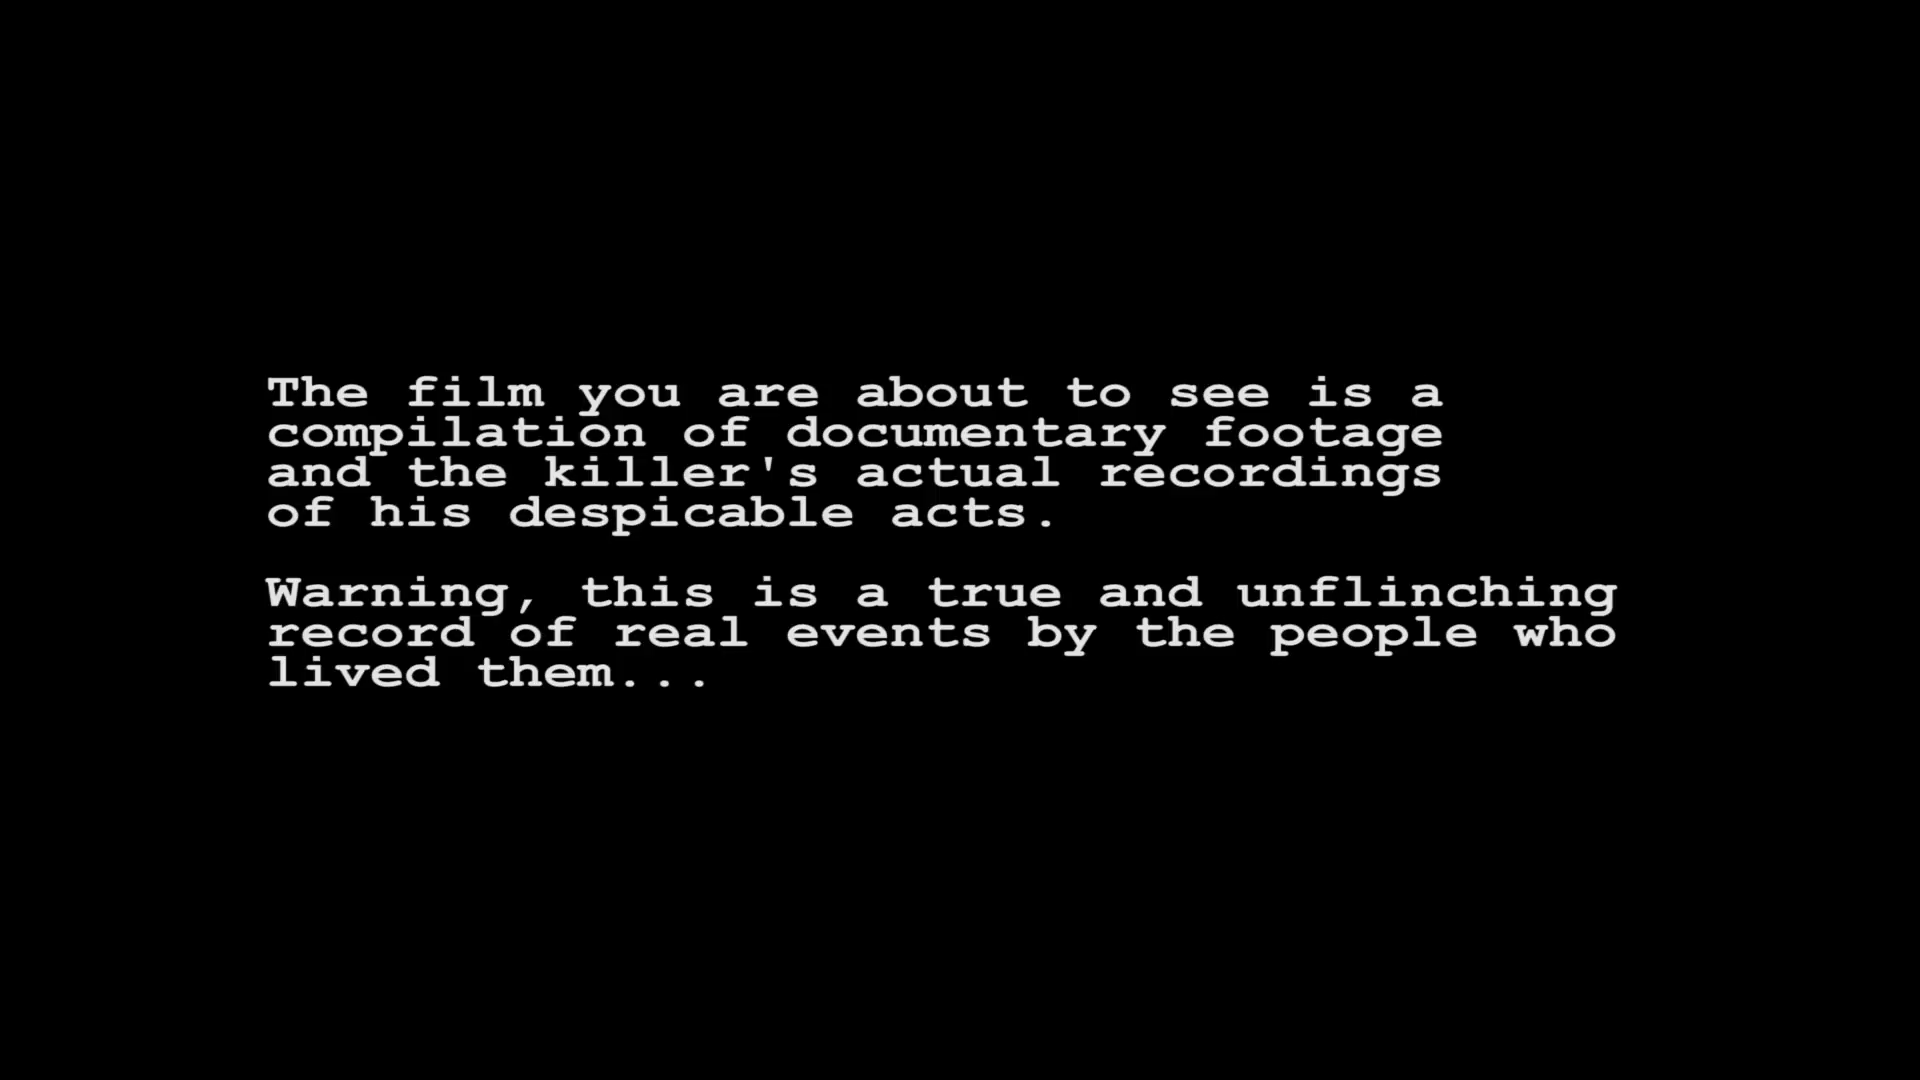 The film you are about to see is a
compilation of documentary footage
and the killer's actual recordings
of his despicable acts.
Warning, this is a true and unflinching
record of real events by the people who
lived them...